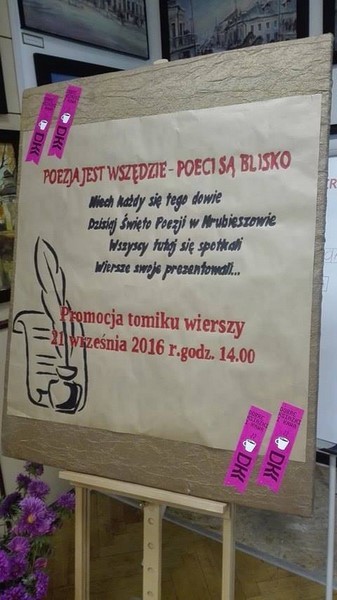 DKK
DKK
POEZJA JEST WSZĘDZIE - POECI SĄ BLISKO
Niech każdy się tego dowie
Dzisiaj Święto Poezji w Hrubieszowie
Wszyscy tutaj się spotkali
Wiersze swoje prezentowali...
Promocja tomiku wierszy
21 września 2016 r.godz. 14.00
DKK
DKK